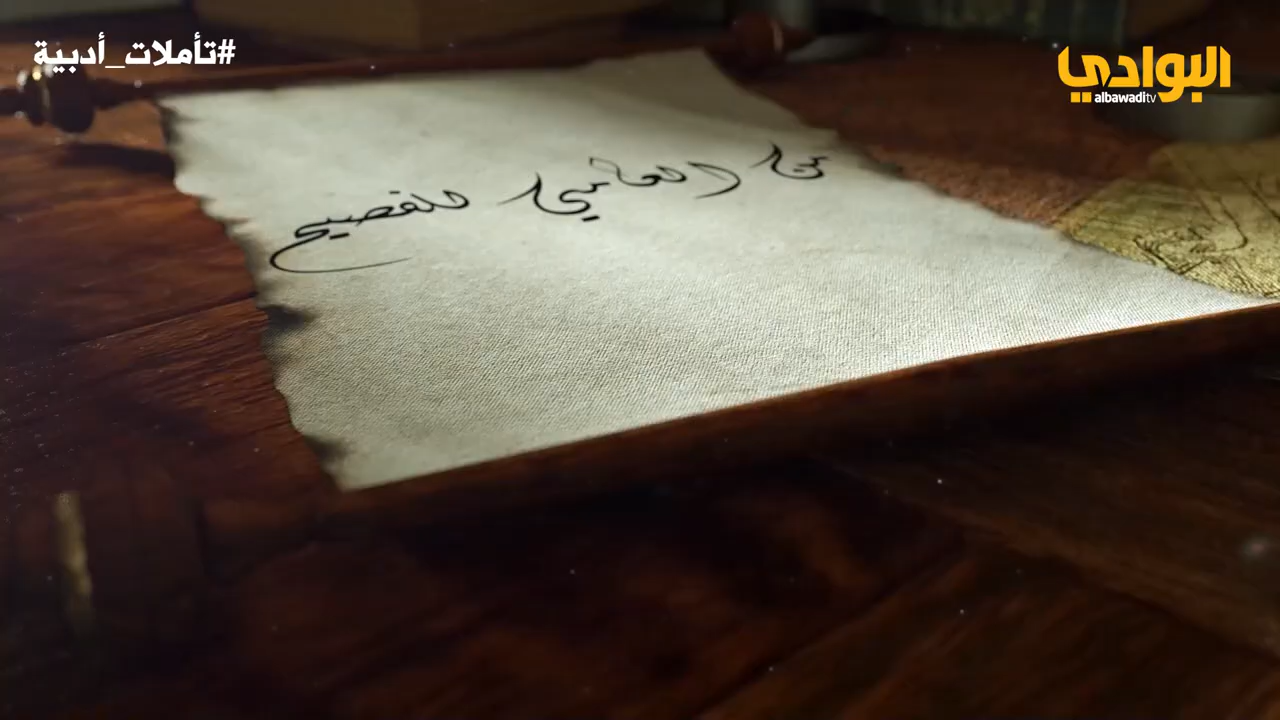 #تأملات_أدبية
البوادي
albawaditv
من العامي للفصيح